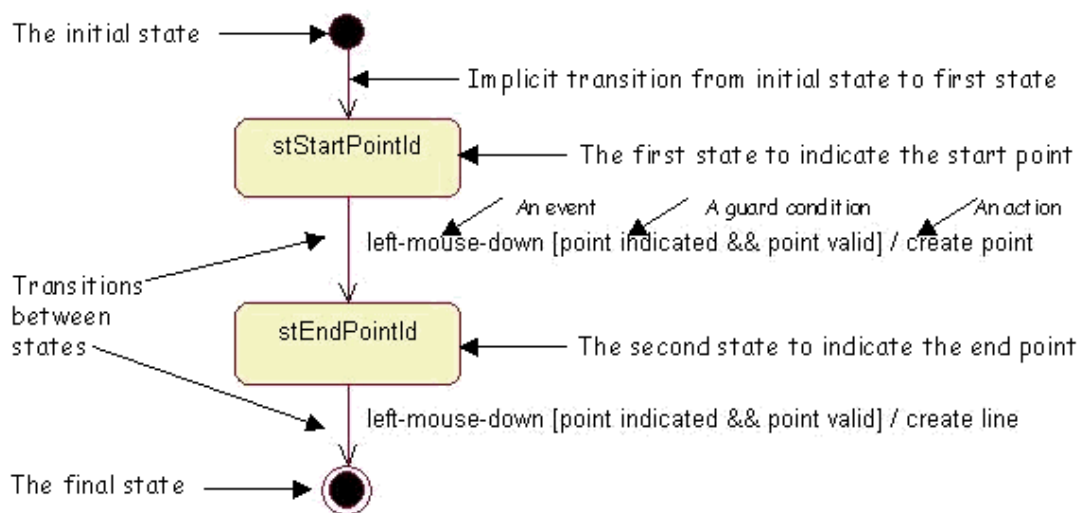 The initial state
Implicit transition from initial state to first state
stStartPointId
The first state to indicate the start point
An event
A guard condition
An action
left-mouse-down [point indicated && point valid] / create point
Transitions
between
states
stEndPointId
The second state to indicate the end point
left-mouse-down [point indicated && point valid] / create line
The final state